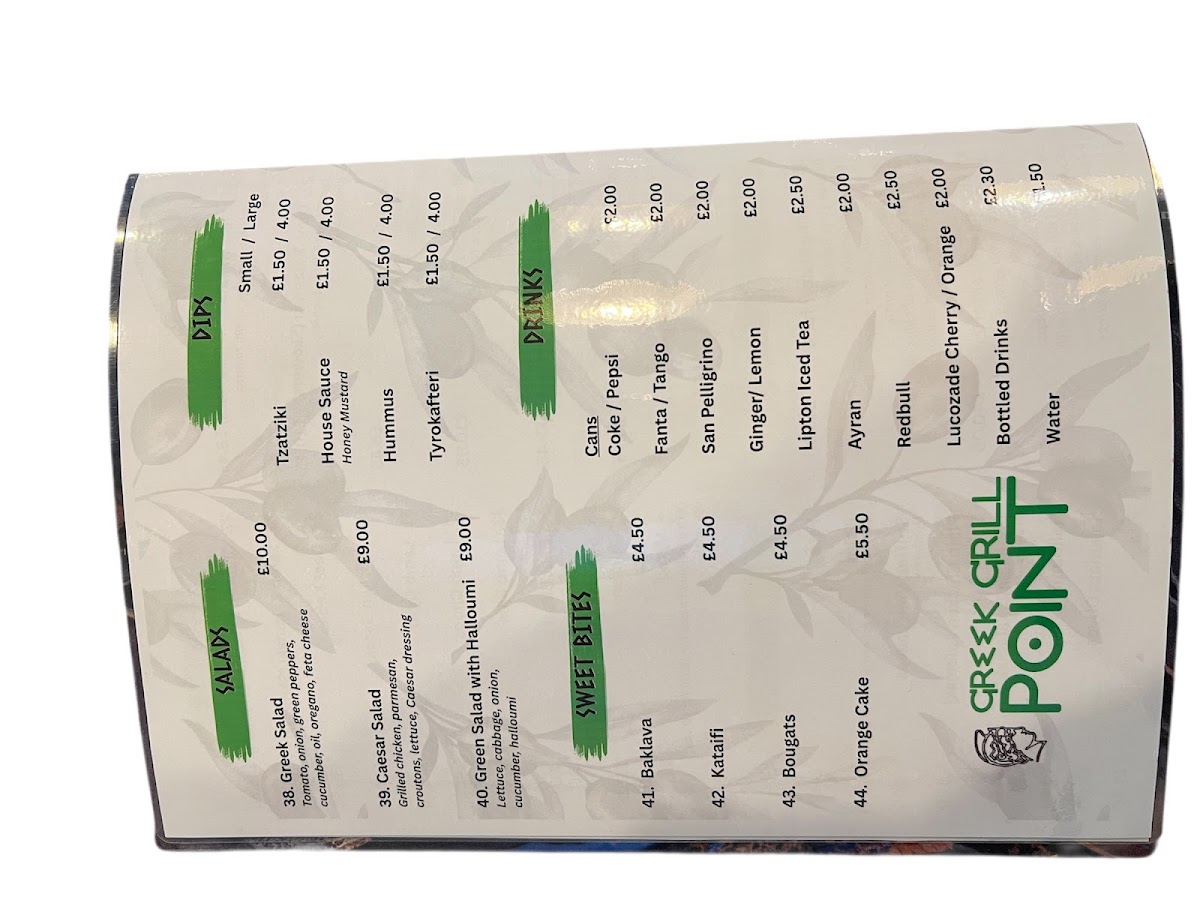 SALADS
38. Greek Salad £10.00
Tomato, onion, green peppers,
cucumber, oil, oregano, feta cheese
39. Caesar Salad £9.00
Grilled chicken, parmesan,
croutons, lettuce, Caesar dressing
40. Green Salad with Halloumi £9.00
Lettuce, cabbage, onion,
cucumber, halloumi
SWEET BITES
41. Baklava £4.50
42. Kataifi £4.50
43. Bougats £4.50
44. Orange Cake £5.50
GREEK GRILL
POINT
DIPS
Small / Large
Tzatziki £1.50 / 4.00
House Sauce £1.50 / 4.00
Honey Mustard
Hummus £1.50 / 4.00
Tyrokafteri £1.50 / 4.00
DRINKS
Cans
Coke / Pepsi £2.00
Fanta / Tango £2.00
San Pelligrino £2.00
Ginger/ Lemon £2.00
Lipton Iced Tea £2.50
Ayran £2.00
Redbull £2.50
Lucozade Cherry / Orange £2.00
Bottled Drinks £2.30
Water 1.50